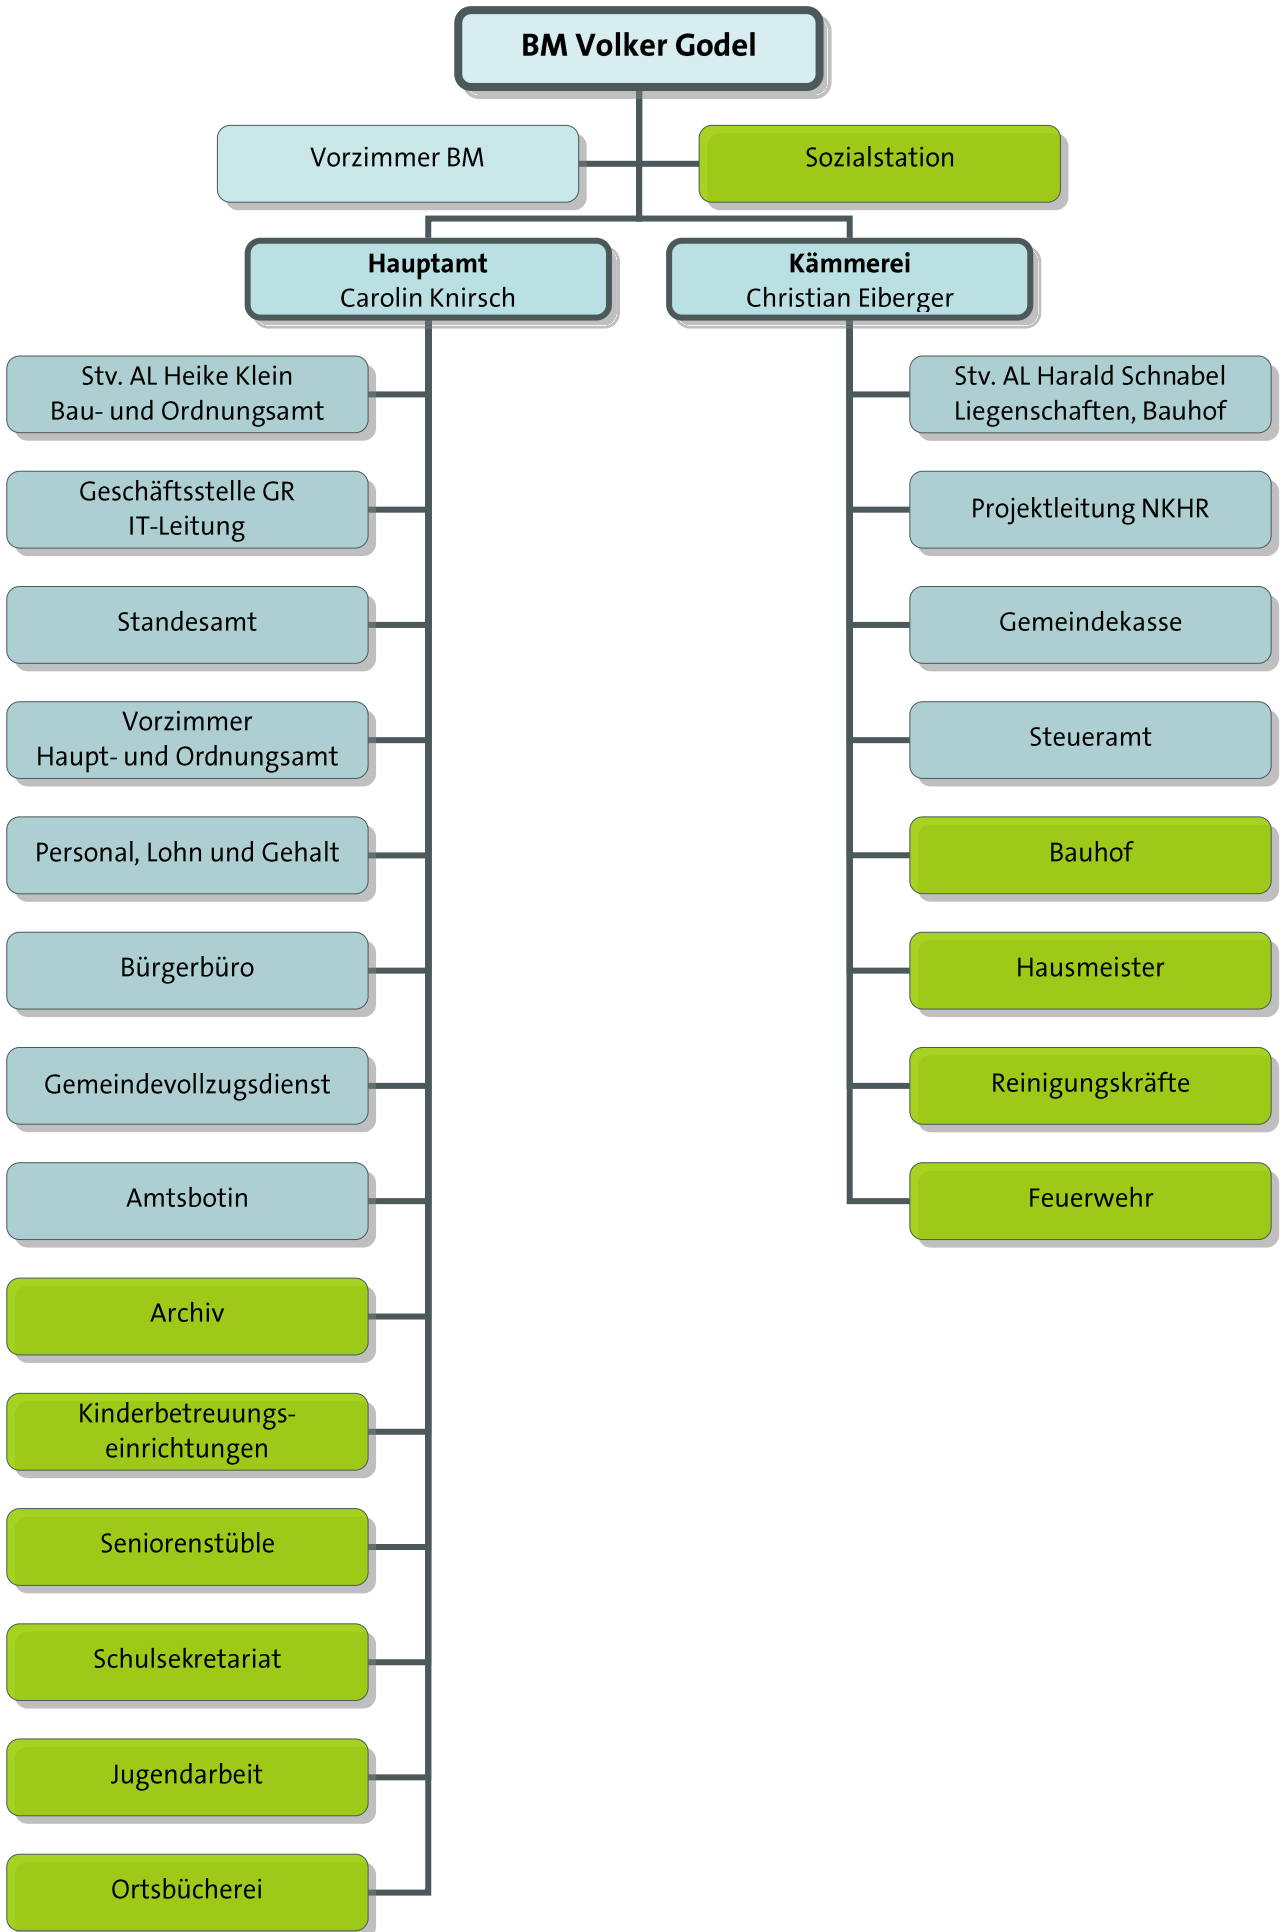 BM Volker Godel
Vorzimmer BM
Sozialstation
Hauptamt
Carolin Knirsch
Kämmerei
Christian Eiberger
Stv. AL Heike Klein
Bau- und Ordnungsamt
Geschäftsstelle GR
IT-Leitung
Standesamt
Vorzimmer
Haupt- und Ordnungsamt
Personal, Lohn und Gehalt
Bürgerbüro
Gemeindevollzugsdienst
Amtsbotin
Archiv
Kinderbetreuungs-
einrichtungen
Seniorenstüble
Schulsekretariat
Jugendarbeit
Ortsbücherei
Stv. AL Harald Schnabel
Liegenschaften, Bauhof
Projektleitung NKHR
Gemeindekasse
Steueramt
Bauhof
Hausmeister
Reinigungskräfte
Feuerwehr